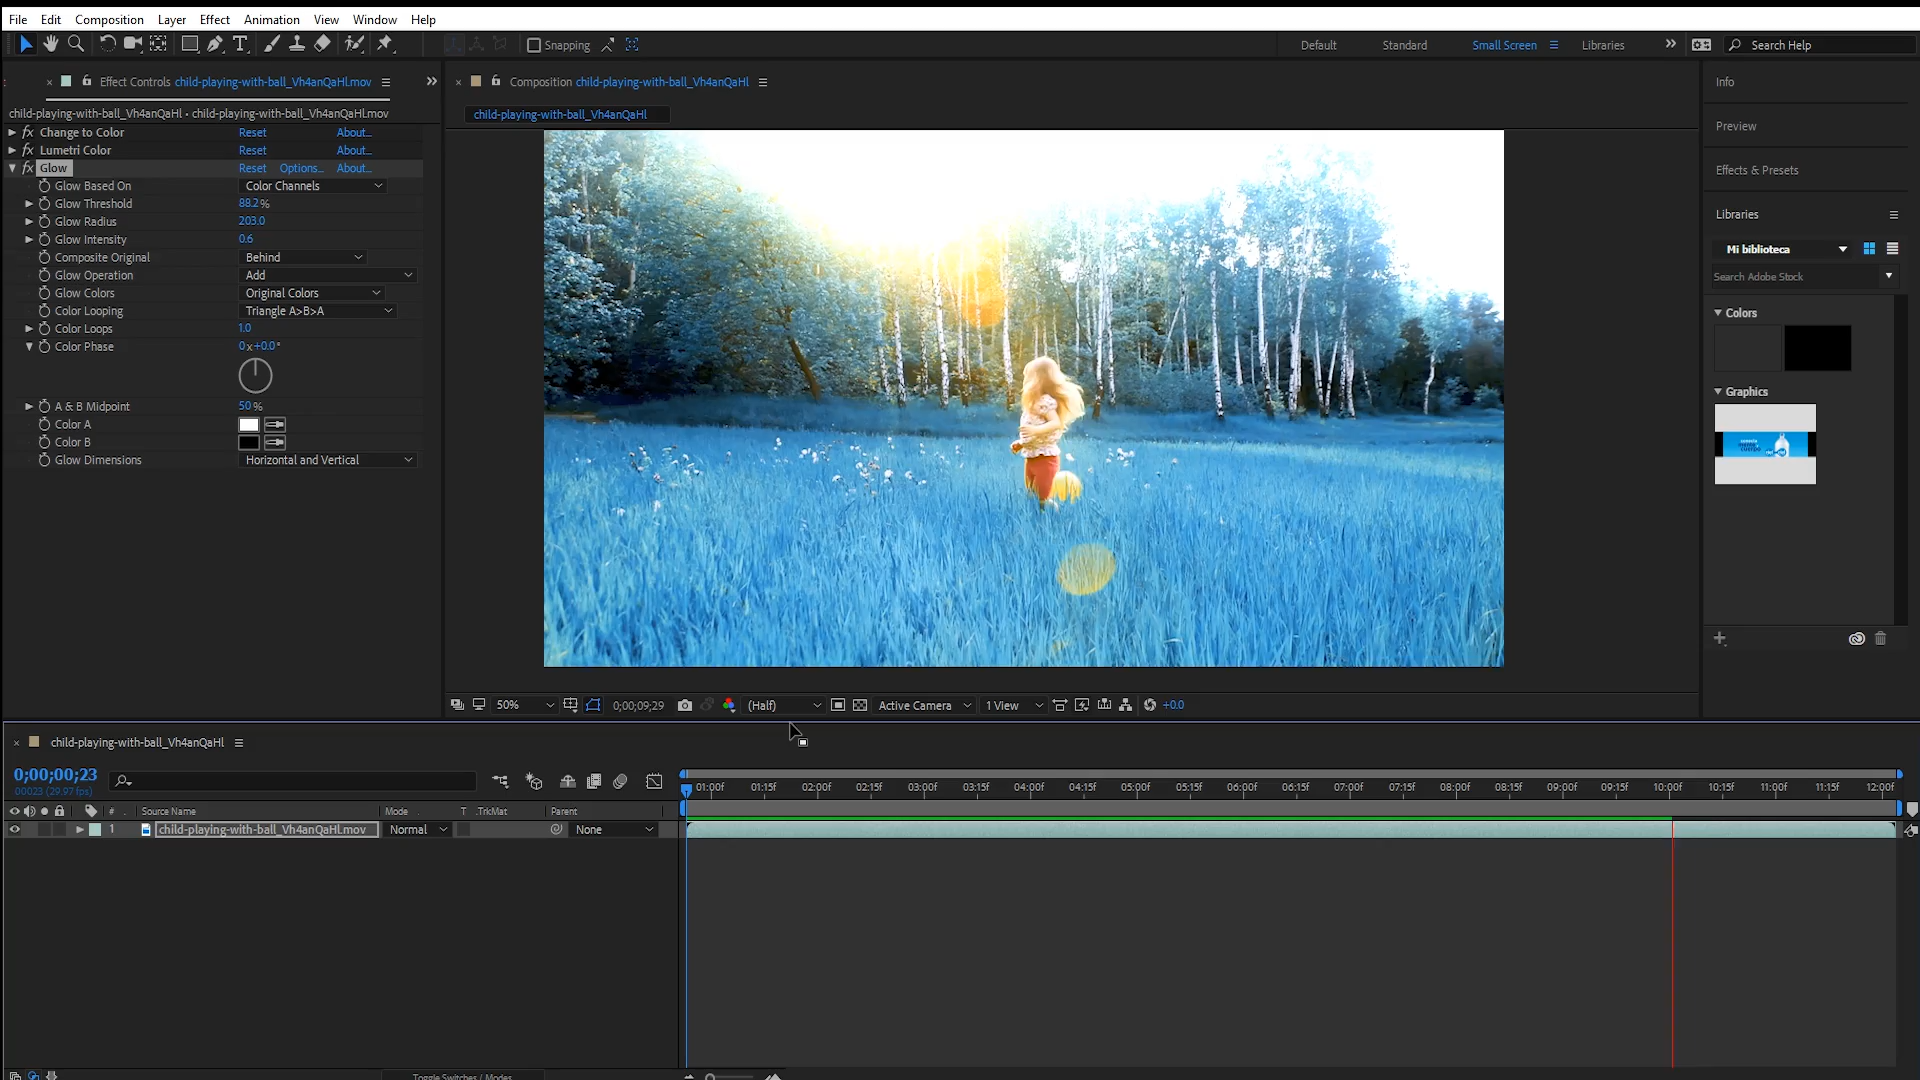 File Edit Composition Layer Effect Animation View Window Help
Snapping Default Standard Small Screen Libraries Search Help
Effect Controls child-playing-with-ball_Vh4anQaHl.mov
child-playing-with-ball_Vh4anQaHl • child-playing-with-ball_Vh4anQaHl.mov
fx Change to Color Reset About...
fx Lumetri Color Reset About...
fx Glow Reset Options... About...
Glow Based On Color Channels
Glow Threshold 88.2%
Glow Radius 203.0
Glow Intensity 0.6
Composite Original Behind
Glow Operation Add
Glow Colors Original Colors
Color Looping Triangle A>B>A
Color Loops 1.0
Color Phase 0x+0.0°
A & B Midpoint 50%
Color A
Color B
Glow Dimensions Horizontal and Vertical
Composition child-playing-with-ball_Vh4anQaHl
child-playing-with-ball_Vh4anQaHl
50% 0;00;09;29 (Half) Active Camera 1 View +0.0
Info
Preview
Effects & Presets
Libraries
Mi biblioteca
Search Adobe Stock
Colors
Graphics
child-playing-with-ball_Vh4anQaHl
0;00;00;23
00023 (29.97 fps)
01:00f 01:15f 02:00f 02:15f 03:00f 03:15f 04:00f 04:15f 05:00f 05:15f 06:00f 06:15f 07:00f 07:15f 08:00f 08:15f 09:00f 09:15f 10:00f 10:15f 11:00f 11:15f 12:00f
# Source Name Mode T .TrkMat Parent
1 child-playing-with-ball_Vh4anQaHl.mov Normal None
Toggle Switches / Modes